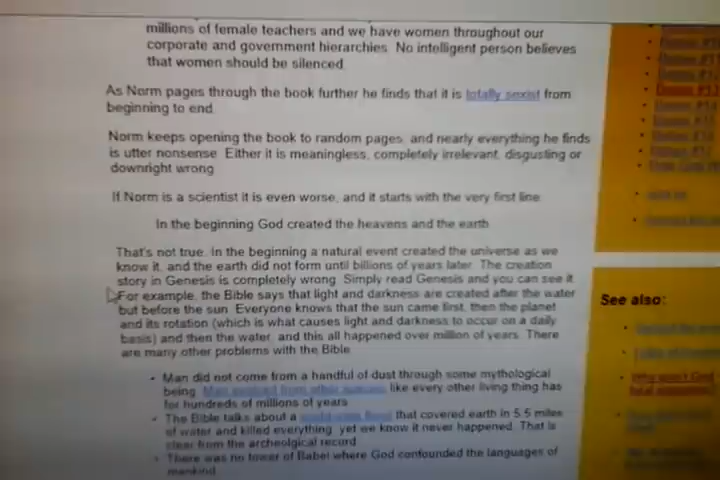 millions of female teachers and we have women throughout our
corporate and government hierarchies. No intelligent person believes
that women should be silenced.
As Norm pages through the book further he finds that it is totally sexist from
beginning to end.
Norm keeps opening the book to random pages, and nearly everything he finds
is utter nonsense. Either it is meaningless, completely irrelevant, disgusting or
downright wrong.
If Norm is a scientist it is even worse, and it starts with the very first line:
In the beginning God created the heavens and the earth.
That's not true. In the beginning a natural event created the universe as we
know it, and the earth did not form until billions of years later. The creation
story in Genesis is completely wrong. Simply read Genesis and you can see it.
For example, the Bible says that light and darkness are created after the water
but before the sun. Everyone knows that the sun came first, then the planet
and its rotation (which is what causes light and darkness to occur on a daily
basis) and then the water, and this all happened over million of years. There
are many other problems with the Bible.
See also:
• Man did not come from a handful of dust through some mythological
being. Man evolved from other species, like every other living thing has
for hundreds of millions of years.
• The Bible talks about a that covered earth in 5.5 miles
of water and killed everything, yet we know it never happened. That is
clear from the archeolgical record.
• There was no tower of Babel where God confounded the languages of
mankind.